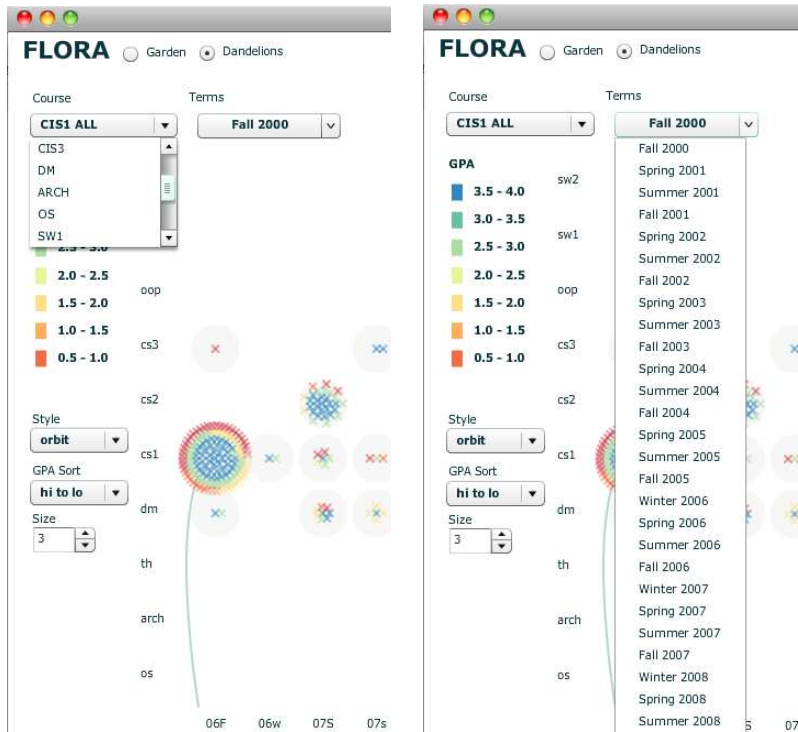 FLORA Garden Dandelions
Course Terms
CIS1 ALL Fall 2000
CIS3
DM
ARCH
OS
SW1
2.5 - 3.0
2.0 - 2.5
oop
1.5 - 2.0
1.0 - 1.5
cs3
0.5 - 1.0
cs2
Style
orbit
cs1
GPA Sort
hi to lo
dm
Size
3
th
arch
os
06F 06w 07S 07s
FLORA Garden Dandelions
Course Terms
CIS1 ALL Fall 2000
GPA
sw2
3.5 - 4.0
3.0 - 3.5
sw1
2.5 - 3.0
2.0 - 2.5
oop
1.5 - 2.0
1.0 - 1.5
cs3
0.5 - 1.0
cs2
Style
orbit
cs1
GPA Sort
hi to lo
dm
Size
3
th
arch
os
Fall 2000
Spring 2001
Summer 2001
Fall 2001
Spring 2002
Summer 2002
Fall 2002
Spring 2003
Summer 2003
Fall 2003
Spring 2004
Summer 2004
Fall 2004
Spring 2005
Summer 2005
Fall 2005
Winter 2006
Spring 2006
Summer 2006
Fall 2006
Winter 2007
Spring 2007
Summer 2007
Fall 2007
Winter 2008
Spring 2008
Summer 2008